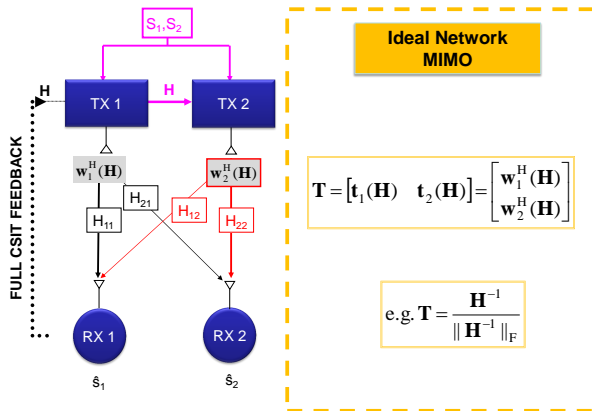 S₁,S₂
H
TX 1
H
TX 2
w₁ᴴ(H)
w₂ᴴ(H)
H₂₁
H₁₂
H₁₁
H₂₂
FULL CSIT FEEDBACK
RX 1
RX 2
ŝ₁
ŝ₂
Ideal Network
MIMO
T = [t₁(H) t₂(H)] = [w₁ᴴ(H)
w₂ᴴ(H)]
e.g. T = H⁻¹ / ‖ H⁻¹ ‖_F